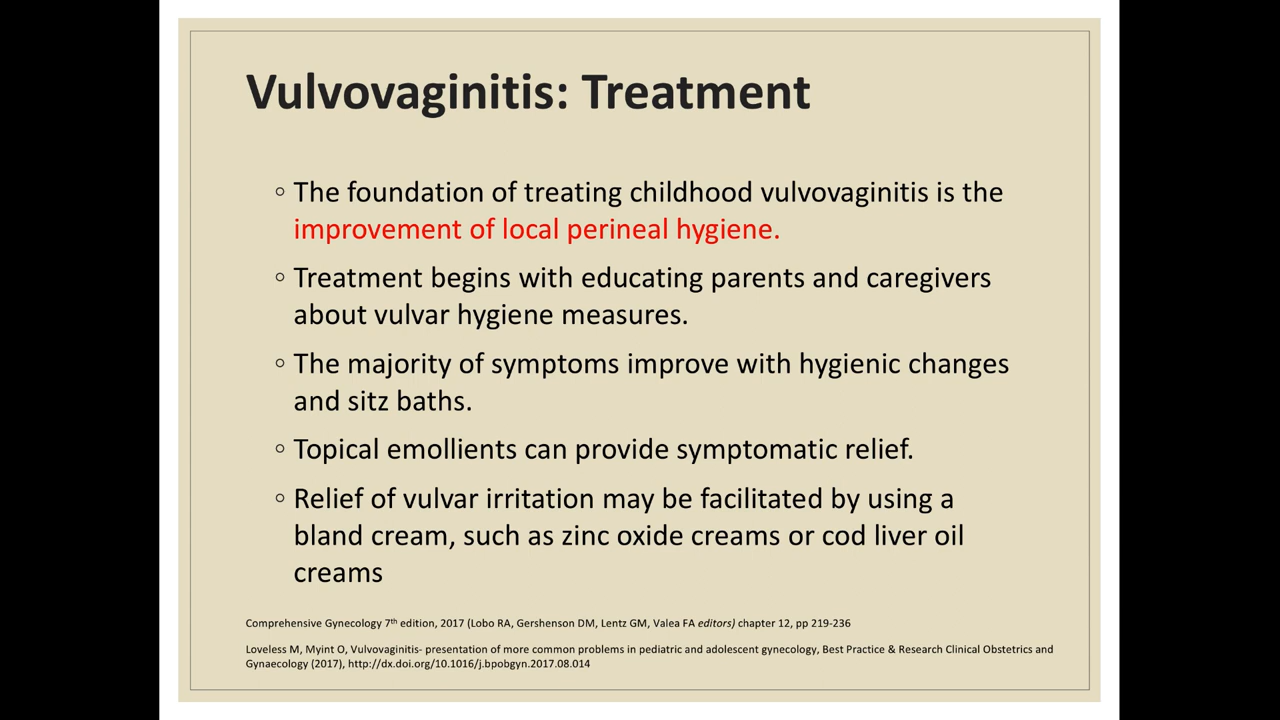 Vulvovaginitis: Treatment
◦ The foundation of treating childhood vulvovaginitis is the
improvement of local perineal hygiene.
◦ Treatment begins with educating parents and caregivers
about vulvar hygiene measures.
◦ The majority of symptoms improve with hygienic changes
and sitz baths.
◦ Topical emollients can provide symptomatic relief.
◦ Relief of vulvar irritation may be facilitated by using a
bland cream, such as zinc oxide creams or cod liver oil
creams
Comprehensive Gynecology 7th edition, 2017 (Lobo RA, Gershenson DM, Lentz GM, Valea FA editors) chapter 12, pp 219-236
Loveless M, Myint O, Vulvovaginitis- presentation of more common problems in pediatric and adolescent gynecology, Best Practice & Research Clinical Obstetrics and
Gynaecology (2017), http://dx.doi.org/10.1016/j.bpobgyn.2017.08.014